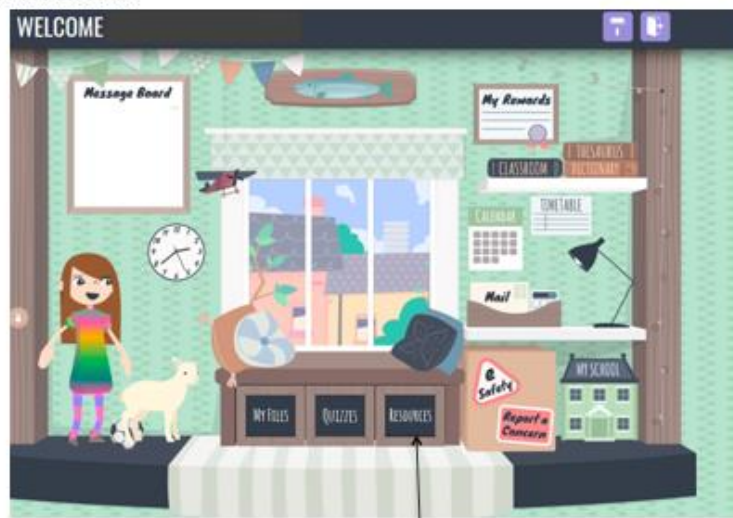 WELCOME
Message Board
My Rewards
THESAURUS
CLASSROOM
DICTIONARY
CALENDAR
TIMETABLE
Mail
MY SCHOOL
e Safety
Report a
Concern
MY FILES
QUIZZES
RESOURCES